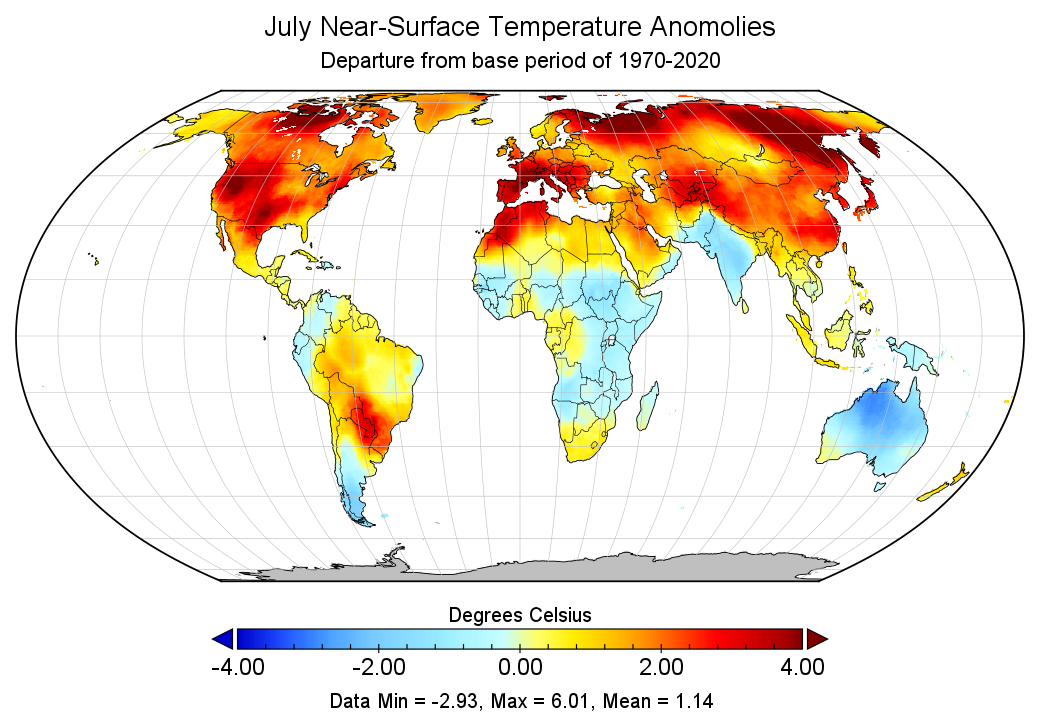 July Near-Surface Temperature Anomolies
Departure from base period of 1970-2020
Degrees Celsius
-4.00 -2.00 0.00 2.00 4.00
Data Min = -2.93, Max = 6.01, Mean = 1.14